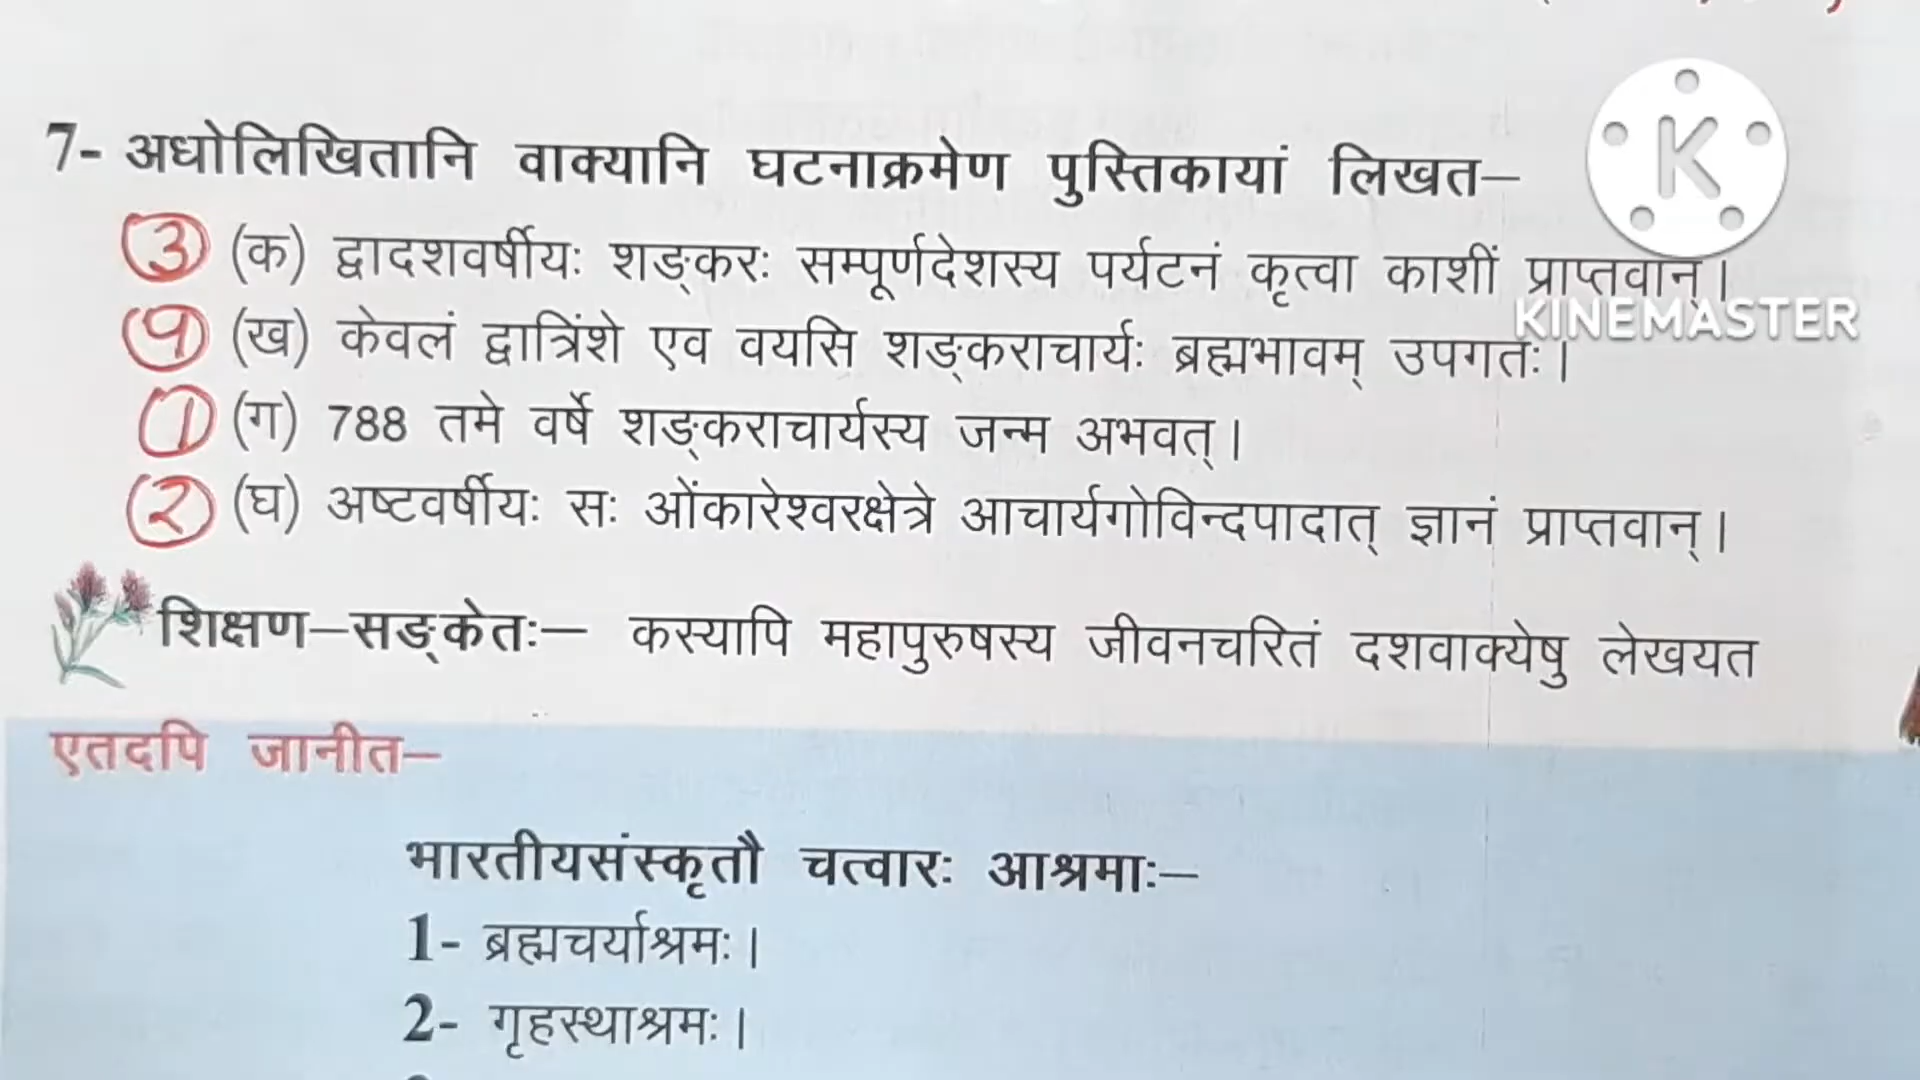 7- अधोलिखितानि वाक्यानि घटनाक्रमेण पुस्तिकायां लिखत–
③ (क) द्वादशवर्षीयः शङ्करः सम्पूर्णदेशस्य पर्यटनं कृत्वा काशीं प्राप्तवान्।
KINEMASTER
४ (ख) केवलं द्वात्रिंशे एव वयसि शङ्कराचार्यः ब्रह्मभावम् उपगतः।
① (ग) 788 तमे वर्षे शङ्कराचार्यस्य जन्म अभवत्।
२ (घ) अष्टवर्षीयः सः ओंकारेश्वरक्षेत्रे आचार्यगोविन्दपादात् ज्ञानं प्राप्तवान्।
शिक्षण–सङ्केतः– कस्यापि महापुरुषस्य जीवनचरितं दशवाक्येषु लेखयत
एतदपि जानीत–
भारतीयसंस्कृतौ चत्वारः आश्रमाः–
1- ब्रह्मचर्याश्रमः।
2- गृहस्थाश्रमः।